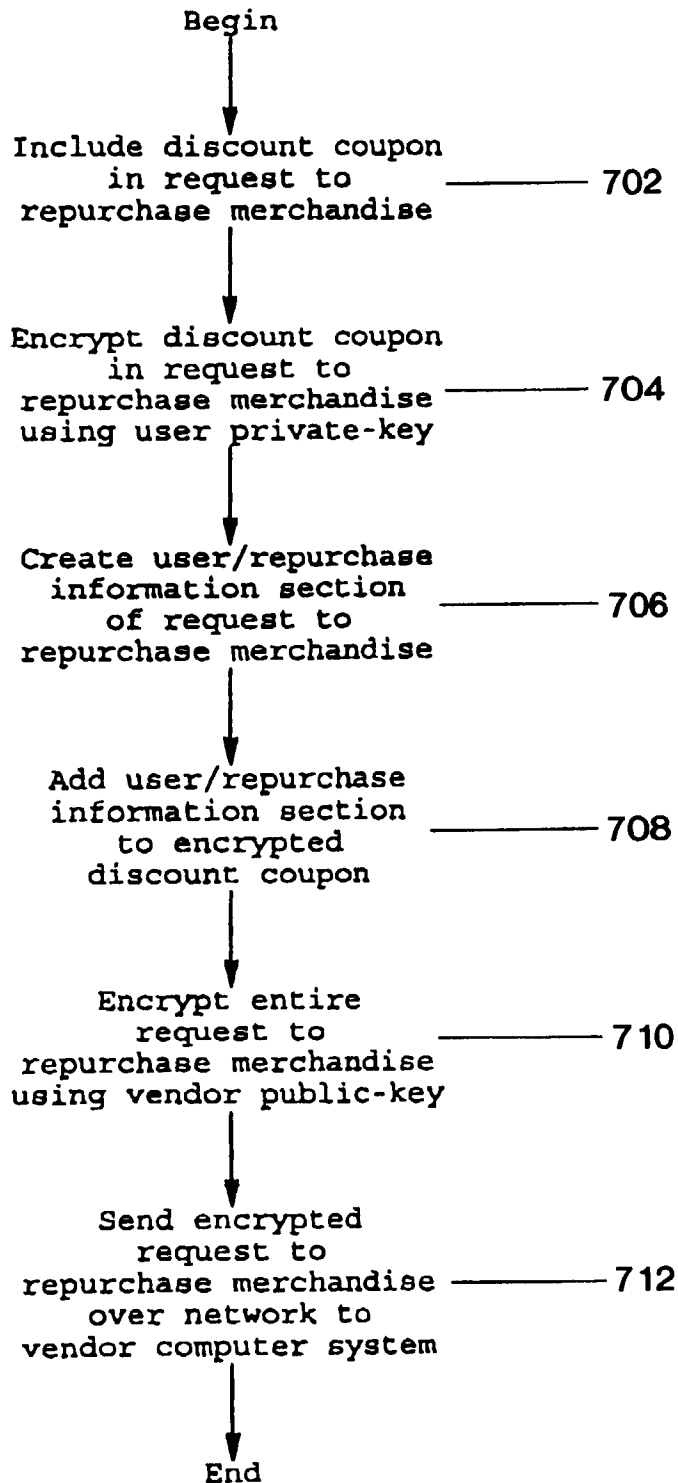 Begin
Include discount coupon
in request to
repurchase merchandise
702
Encrypt discount coupon
in request to
repurchase merchandise
using user private-key
704
Create user/repurchase
information section
of request to
repurchase merchandise
706
Add user/repurchase
information section
to encrypted
discount coupon
708
Encrypt entire
request to
repurchase merchandise
using vendor public-key
710
Send encrypted
request to
repurchase merchandise
over network to
vendor computer system
712
End